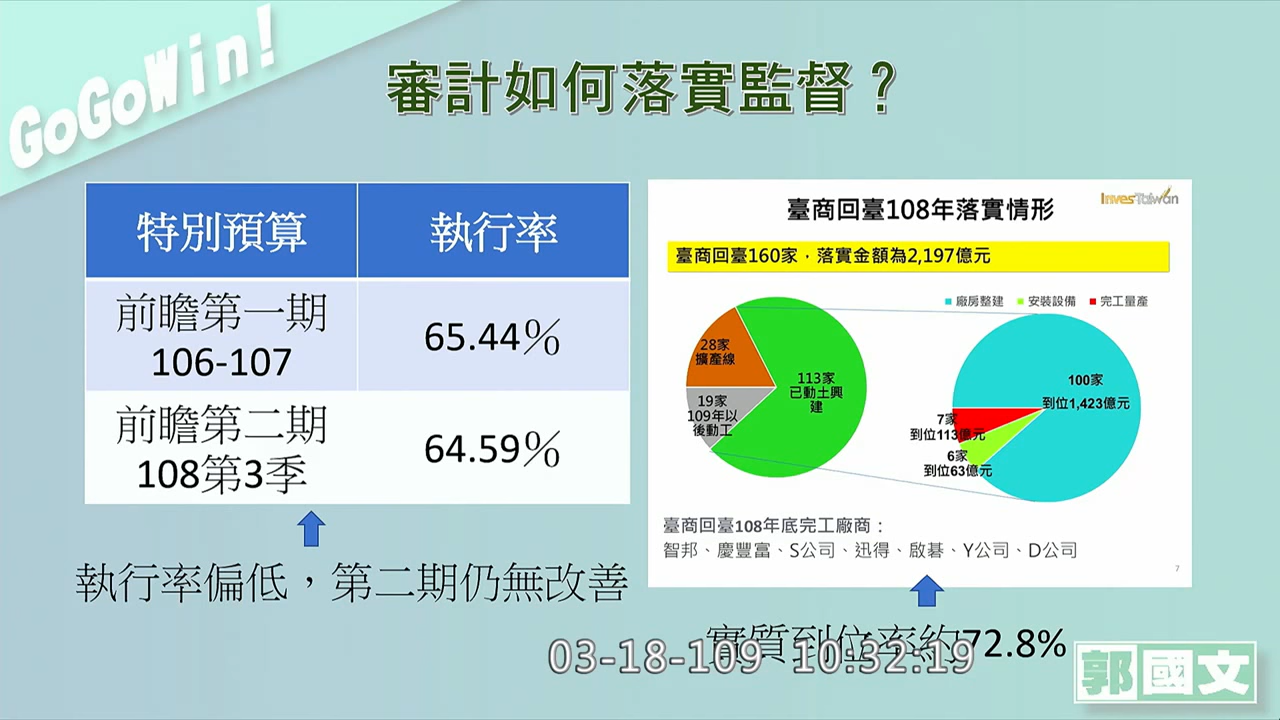 GoGoWin!
審計如何落實監督？
特別預算 執行率
前瞻第一期
106-107
65.44％
前瞻第二期
108第3季
64.59％
執行率偏低，第二期仍無改善
InvesTaiwan
臺商回臺108年落實情形
臺商回臺160家，落實金額為2,197億元
28家
擴產線
19家
109年以
後動工
113家
已動土興
建
廠房整建 安裝設備 完工量產
100家
到位1,423億元
7家
到位113億元
6家
到位63億元
臺商回臺108年底完工廠商：
智邦、慶豐富、S公司、迅得、啟碁、Y公司、D公司
7
實質到位率約72.8%
03-18-109 10:32:19
郭國文